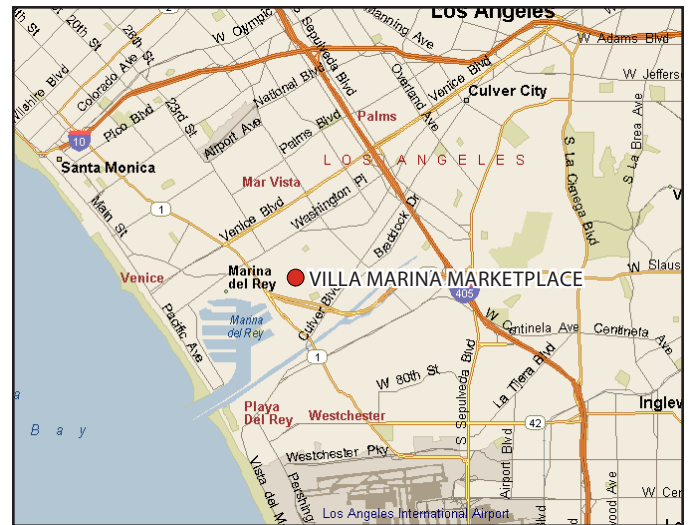 Los Angeles
W Olympic
20th St
26th St
Manning Ave
W Adams Blvd
S Sepulveda Blvd
Overland Ave
Venice Blvd
W Jeffers
Colorado Ave
National Blvd
Culver City
Wilshire Blvd
23rd St
Pico Blvd
Airport Ave
Palms Blvd
Palms
S La Brea Ave
10
LOS ANGELES
Santa Monica
S La Cienega Blvd
Mar Vista
Washington Pl
Main St
1
Venice Blvd
Braddock Dr
V
Venice
Marina
del Rey
VILLA MARINA MARKETPLACE
W Slaus
405
Marina
del Rey
Culver Blvd
Pacific Ave
W C
entinela Ave
Centinela
1
W 80th St
La Tijera Blvd
S Sepulveda Blvd
a
Bay
Playa
Del Rey
Westchester
42
Inglew
Westchester Pky
Airport Blvd
W Cen
Vista del M
Pershing
Los Angeles International Airport
wood Ave